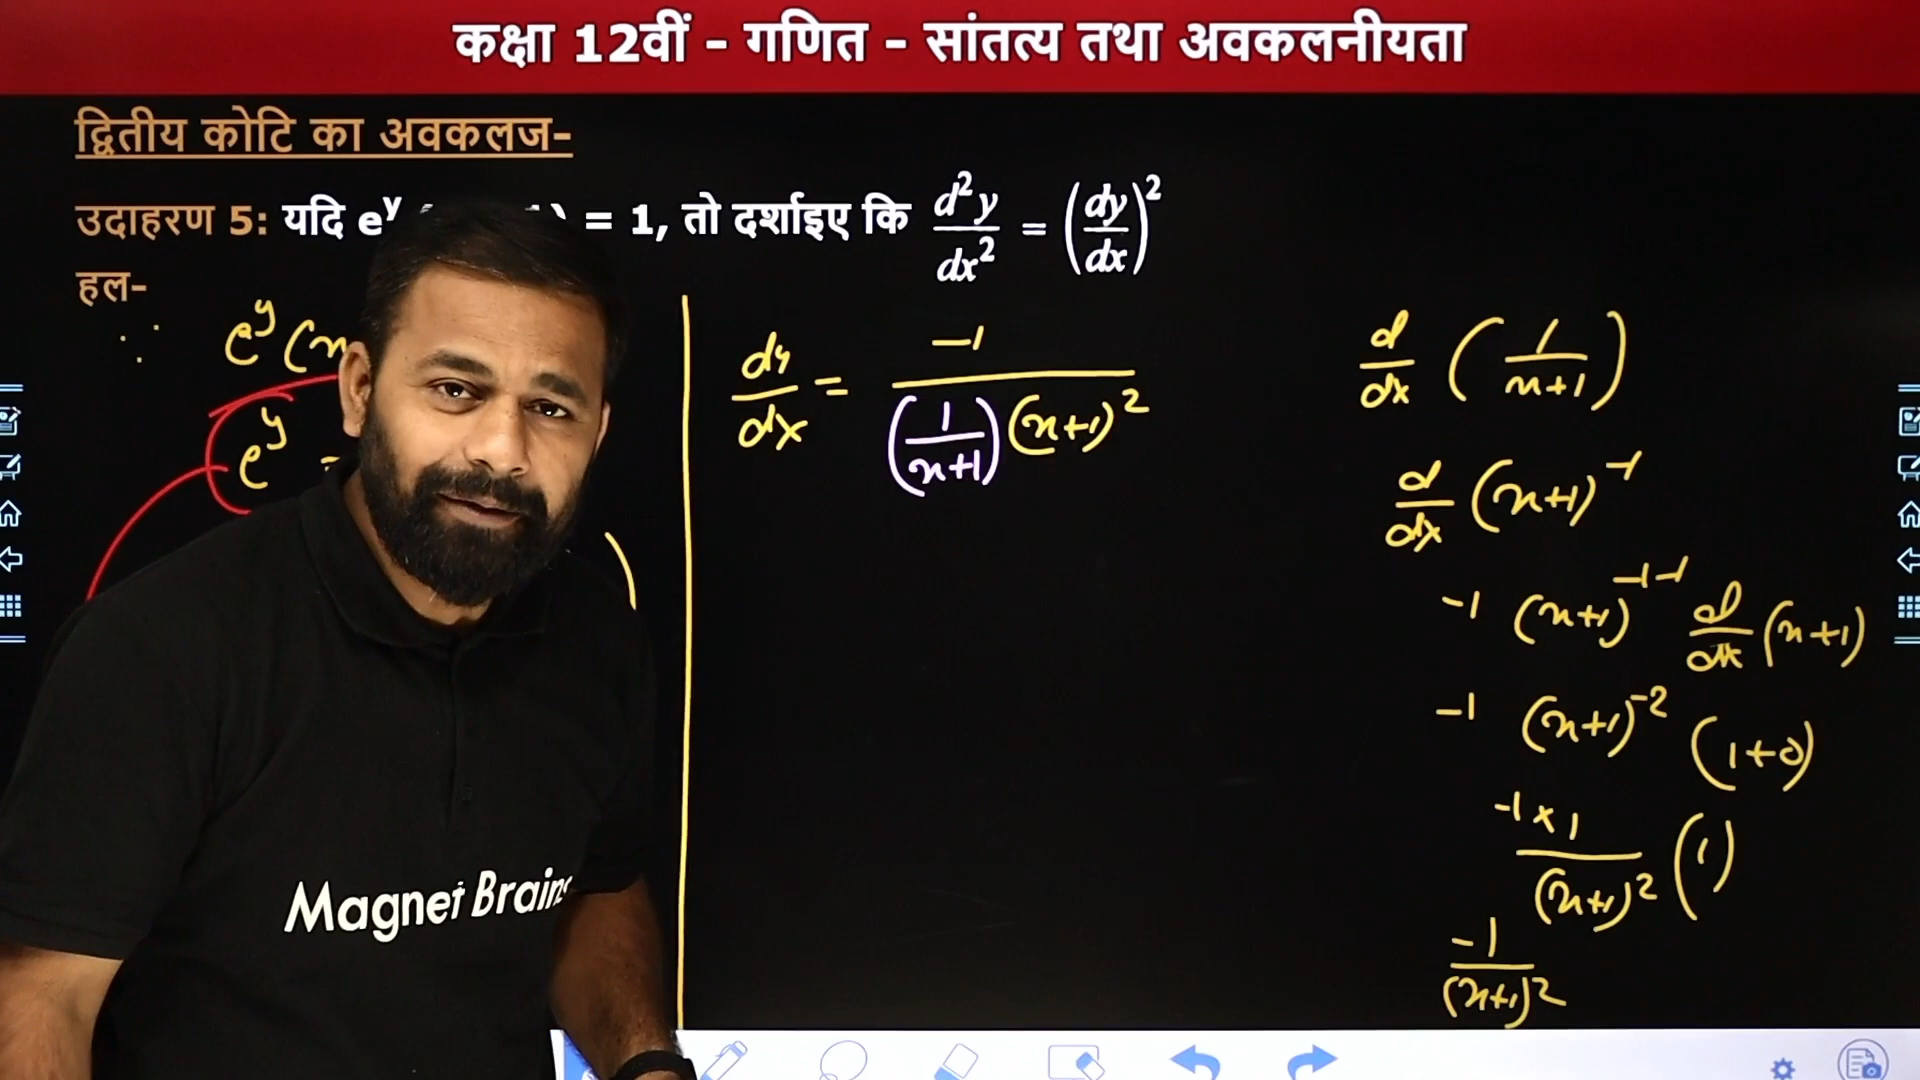 कक्षा 12वीं - गणित - सांतत्य तथा अवकलनीयता
द्वितीय कोटि का अवकलज-
उदाहरण 5: यदि e^y = 1, तो दर्शाइए कि d²y/dx² = (dy/dx)²
हल-
e^y (x
e^y =
dy/dx = -1/((1/(x+1))(x+1)²)
d/dx (1/(x+1))
d/dx (x+1)^-1
-1 (x+1)^-1-1 d/dx (x+1)
-1 (x+1)^-2 (1+0)
-1×1/(x+1)² (1)
-1/(x+1)²
Magnet Brains